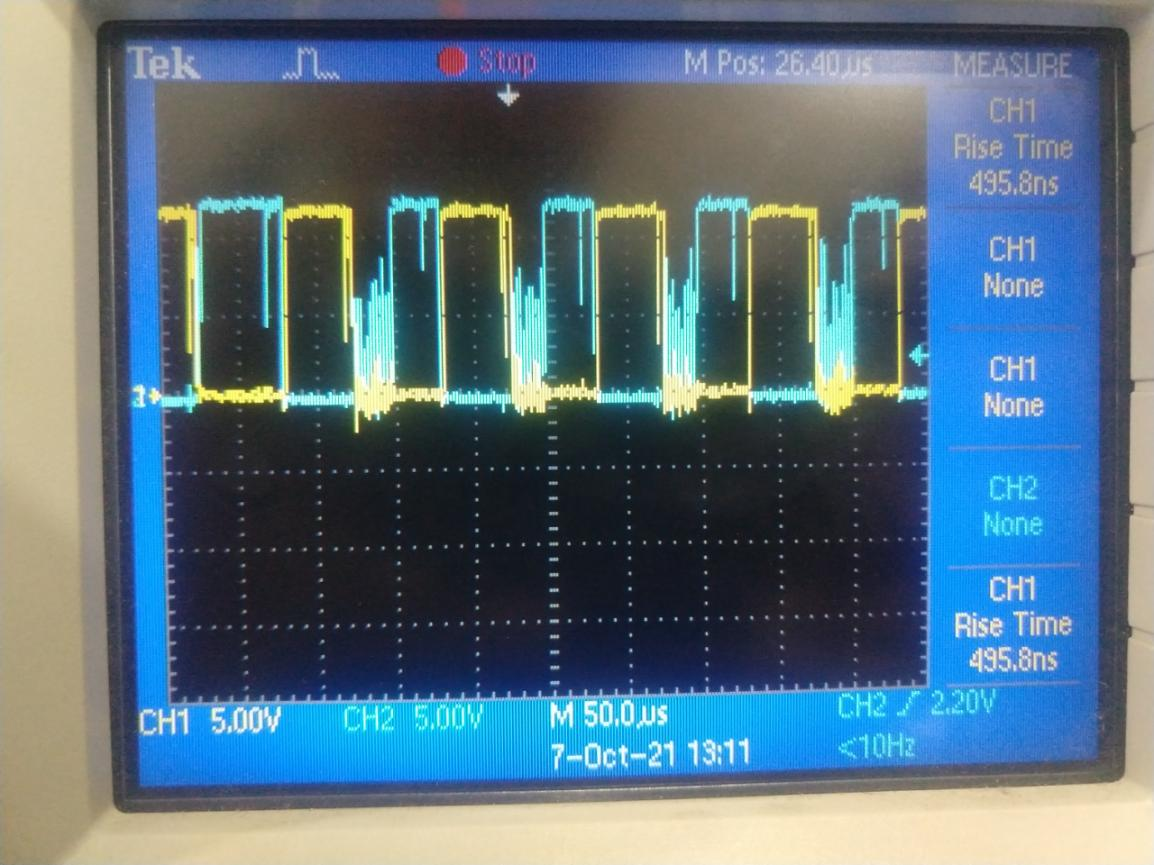 Tek Stop M Pos: 26.40µs MEASURE
CH1
Rise Time
495.8ns
CH1
None
CH1
None
CH2
None
CH1
Rise Time
495.8ns
CH1 5.00V CH2 5.00V M 50.0µs CH2 2.20V
7-Oct-21 13:11 <10Hz